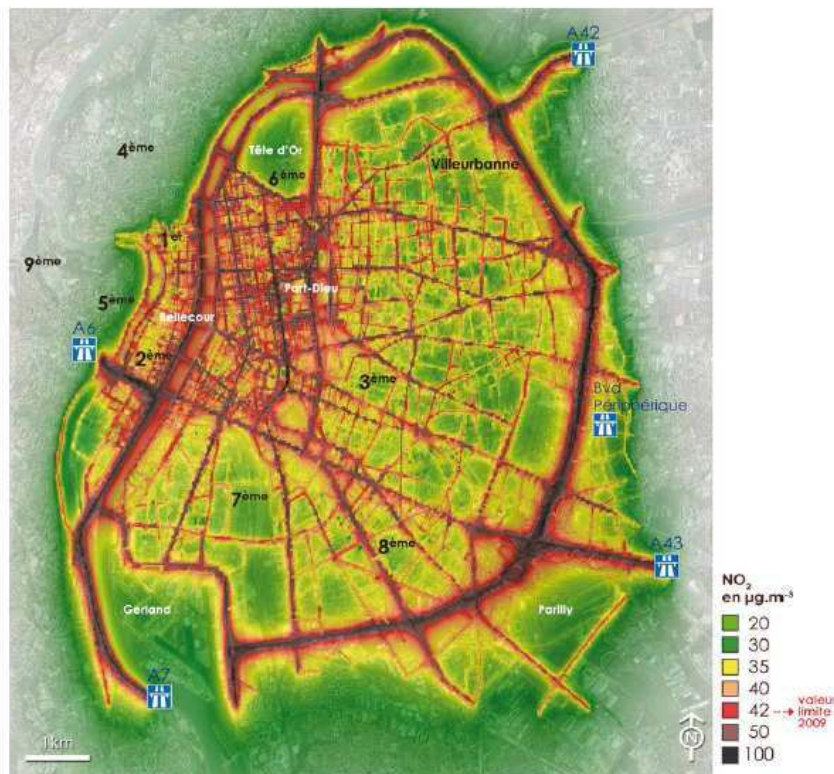 A42
4ème
Tête d'Or
6ème
Villeurbanne
1er
9ème
Part-Dieu
5ème
Bellecour
A6
2ème
3ème
Bvd
Périphérique
7ème
8ème
A43
Gerland
Parilly
A7
1km
N
NO2
en µg.m-3
20
30
35
40
42 --→ valeur
limite
2009
50
100